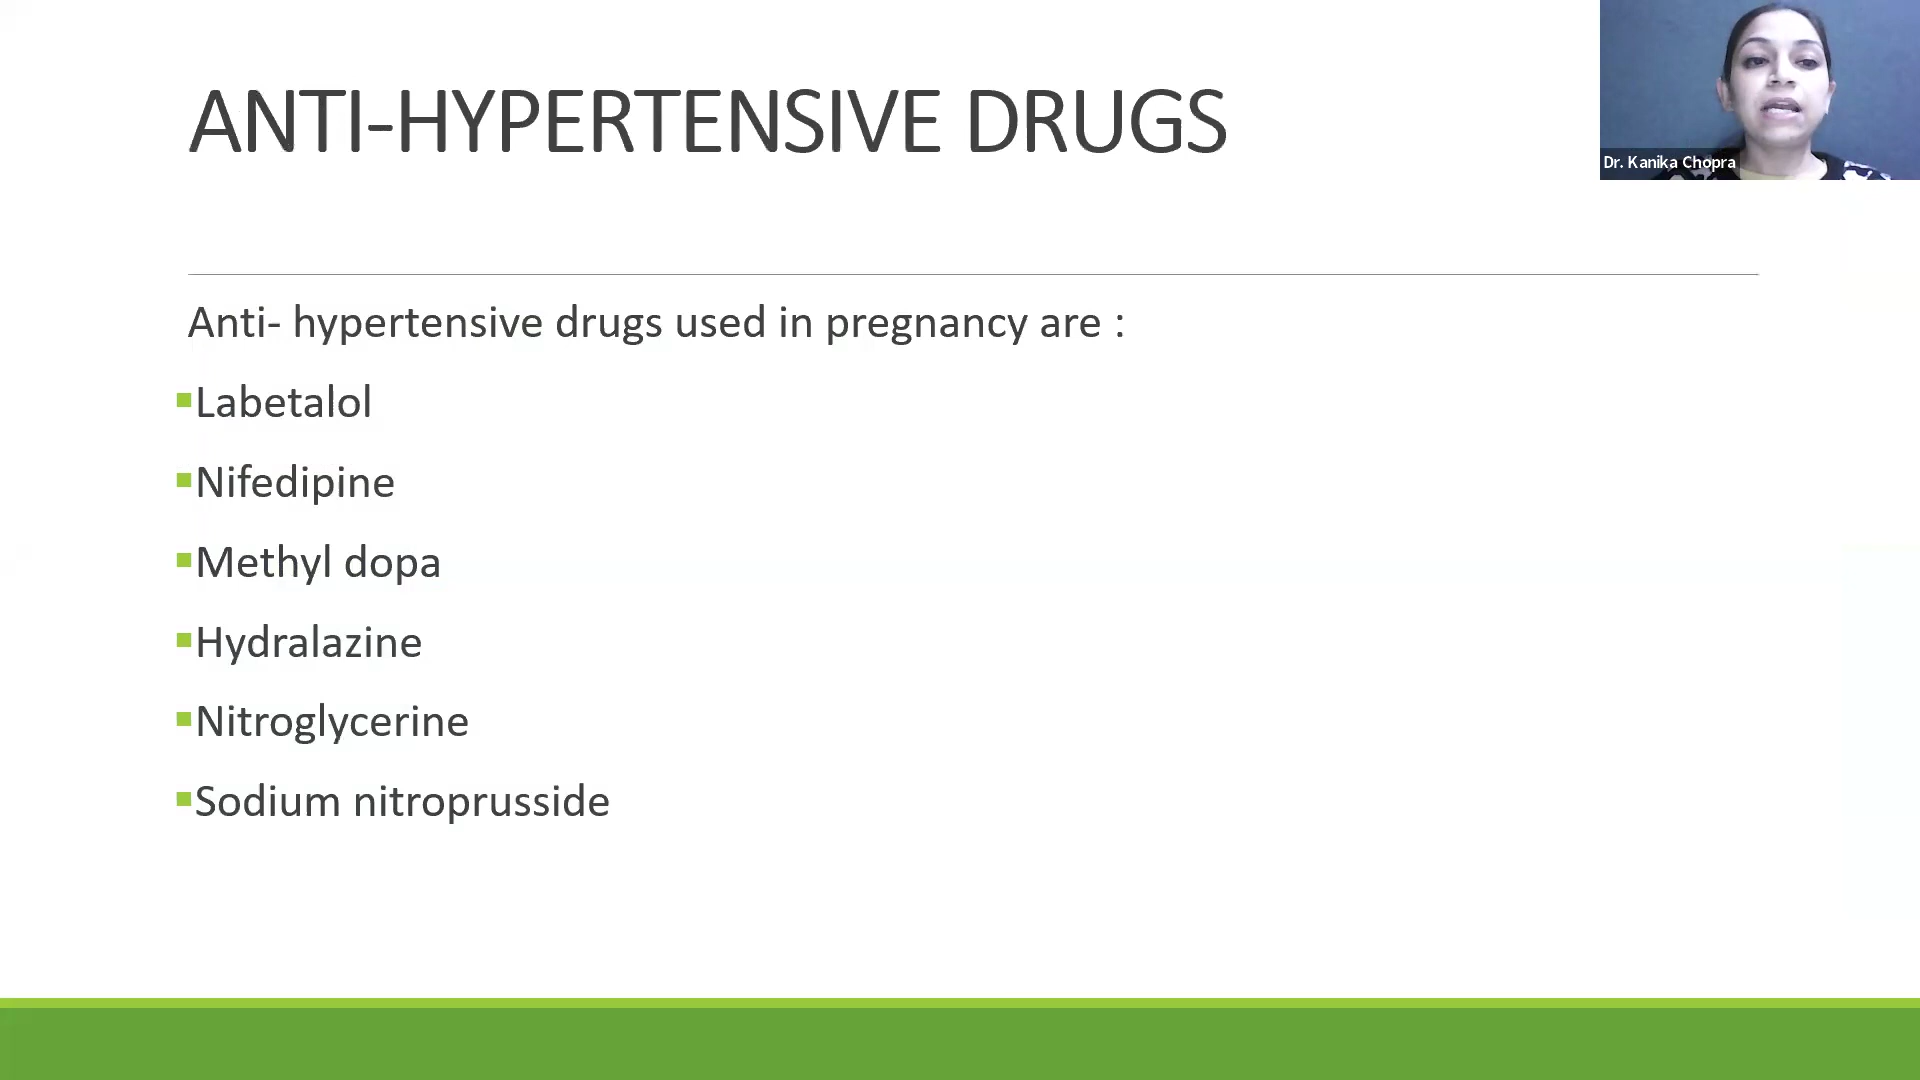 ANTI-HYPERTENSIVE DRUGS
Dr. Kanika Chopra
Anti- hypertensive drugs used in pregnancy are :
▪Labetalol
▪Nifedipine
▪Methyl dopa
▪Hydralazine
▪Nitroglycerine
▪Sodium nitroprusside